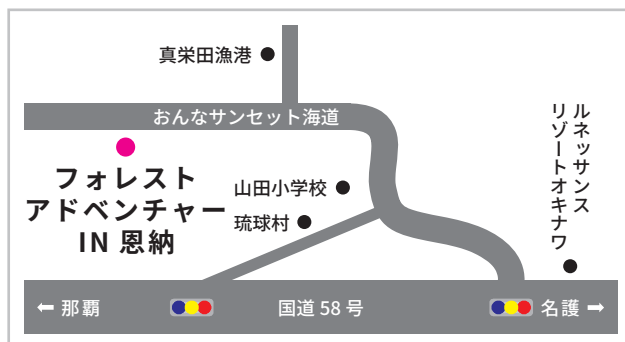 真栄田漁港
おんなサンセット海道
フォレスト
アドベンチャー
IN 恩納
山田小学校
琉球村
ルネッサンス
リゾートオキナワ
← 那覇
国道 58 号
名護 →